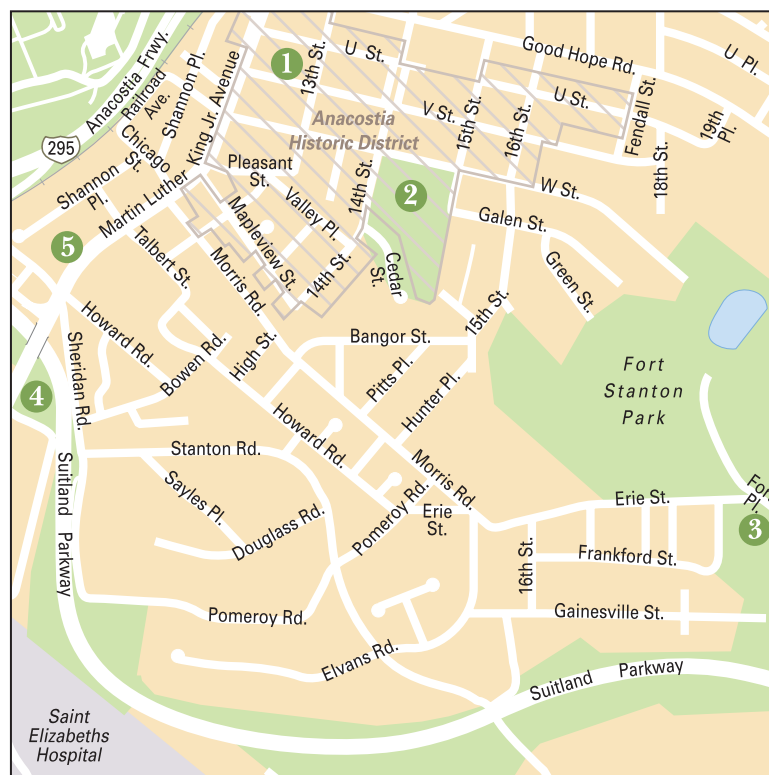 U St.
Good Hope Rd.
U Pl.
Anacostia Frwy.
Railroad
Ave.
Shannon Pl.
1
13th St.
V St.
15th St.
16th St.
U St.
Fendall St.
19th
Pl.
295
Anacostia
Historic District
Chicago
St.
Martin Luther King Jr. Avenue
Pleasant
St.
14th St.
2
18th St.
W St.
Shannon
Pl.
Valley Pl.
Mapleview St.
Galen St.
5
Talbert St.
Morris Rd.
14th St.
Cedar
St.
Green St.
15th St.
Howard Rd.
Sheridan Rd.
Bowen Rd.
High St.
Bangor St.
Pitts Pl.
Hunter Pl.
Fort
Stanton
Park
4
Howard Rd.
Stanton Rd.
Morris Rd.
Suitland Parkway
Sayles Pl.
Douglass Rd.
Pomeroy Rd.
Erie
St.
Erie St.
Fort
Pl.
3
16th St.
Frankford St.
Pomeroy Rd.
Gainesville St.
Elvans Rd.
Suitland Parkway
Saint
Elizabeths
Hospital